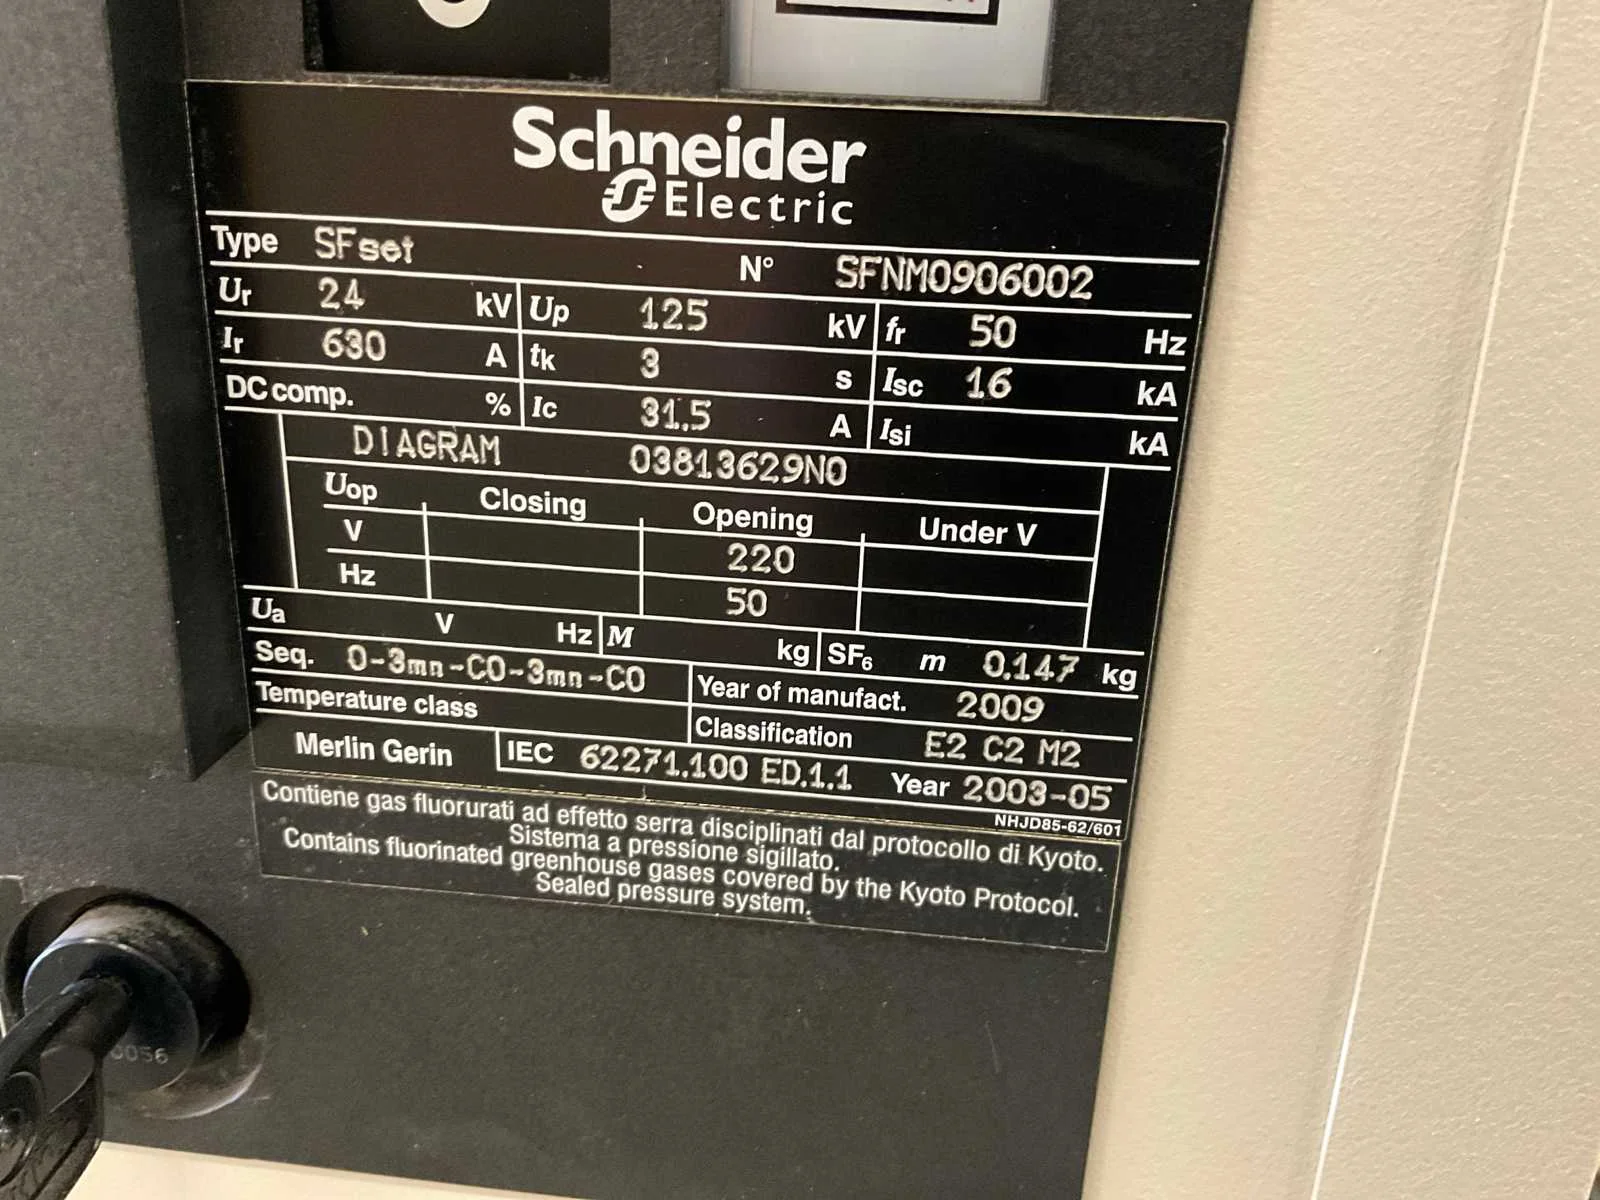 Schneider
Electric
Type SFset N° SFNM0906002
Ur 24 kV Up 125 kV fr 50 Hz
Ir 630 A tk 3 s Isc 16 kA
DC comp. % Ic 31.5 A Isi kA
DIAGRAM 03813629N0
Uop Closing Opening Under V
V 220
Hz 50
Ua V Hz M kg SF6 m 0.147 kg
Seq. O-3mn-CO-3mn-CO Year of manufact. 2009
Temperature class Classification E2 C2 M2
Merlin Gerin IEC 62271.100 ED.1.1 Year 2003-05
NHJD85-62/601
Contiene gas fluorurati ad effetto serra disciplinati dal protocollo di Kyoto.
Sistema a pressione sigillato.
Contains fluorinated greenhouse gases covered by the Kyoto Protocol.
Sealed pressure system.